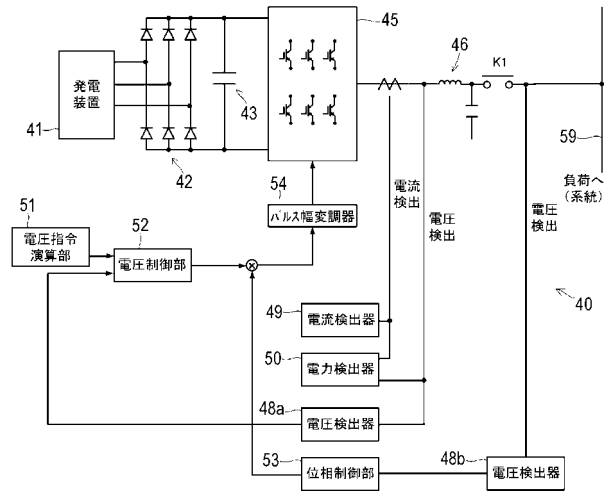 45
46
K1
発電
装置
41
43
42
59
電流
検出
電圧
検出
電圧
検出
負荷へ
(系統)
54
パルス幅変調器
51
電圧指令
演算部
52
電圧制御部
40
49
電流検出器
50
電力検出器
48a
電圧検出器
53
位相制御部
48b
電圧検出器